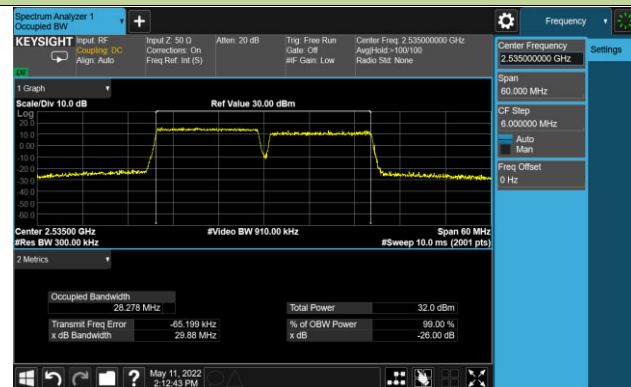 Spectrum Analyzer 1
Occupied BW
+
Frequency
KEYSIGHT
Input: RF
Coupling: DC
Align: Auto
Input Z: 50 Ω
Corrections: On
Freq Ref: Int (S)
Atten: 20 dB
Trig: Free Run
Gate: Off
#IF Gain: Low
Center Freq: 2.535000000 GHz
Avg|Hold:>100/100
Radio Std: None
Center Frequency
2.535000000 GHz
Settings
Span
60.000 MHz
CF Step
6.000000 MHz
Auto
Man
Freq Offset
0 Hz
1 Graph
Scale/Div 10.0 dB
Ref Value 30.00 dBm
Log
20.0
10.0
0.00
-10.0
-20.0
-30.0
-40.0
-50.0
-60.0
Center 2.53500 GHz
#Video BW 910.00 kHz
Span 60 MHz
#Res BW 300.00 kHz
#Sweep 10.0 ms (2001 pts)
2 Metrics
Occupied Bandwidth
28.278 MHz
Total Power
32.0 dBm
Transmit Freq Error
-65.199 kHz
% of OBW Power
99.00 %
x dB Bandwidth
29.88 MHz
x dB
-26.00 dB
?
May 11, 2022
2:12:43 PM